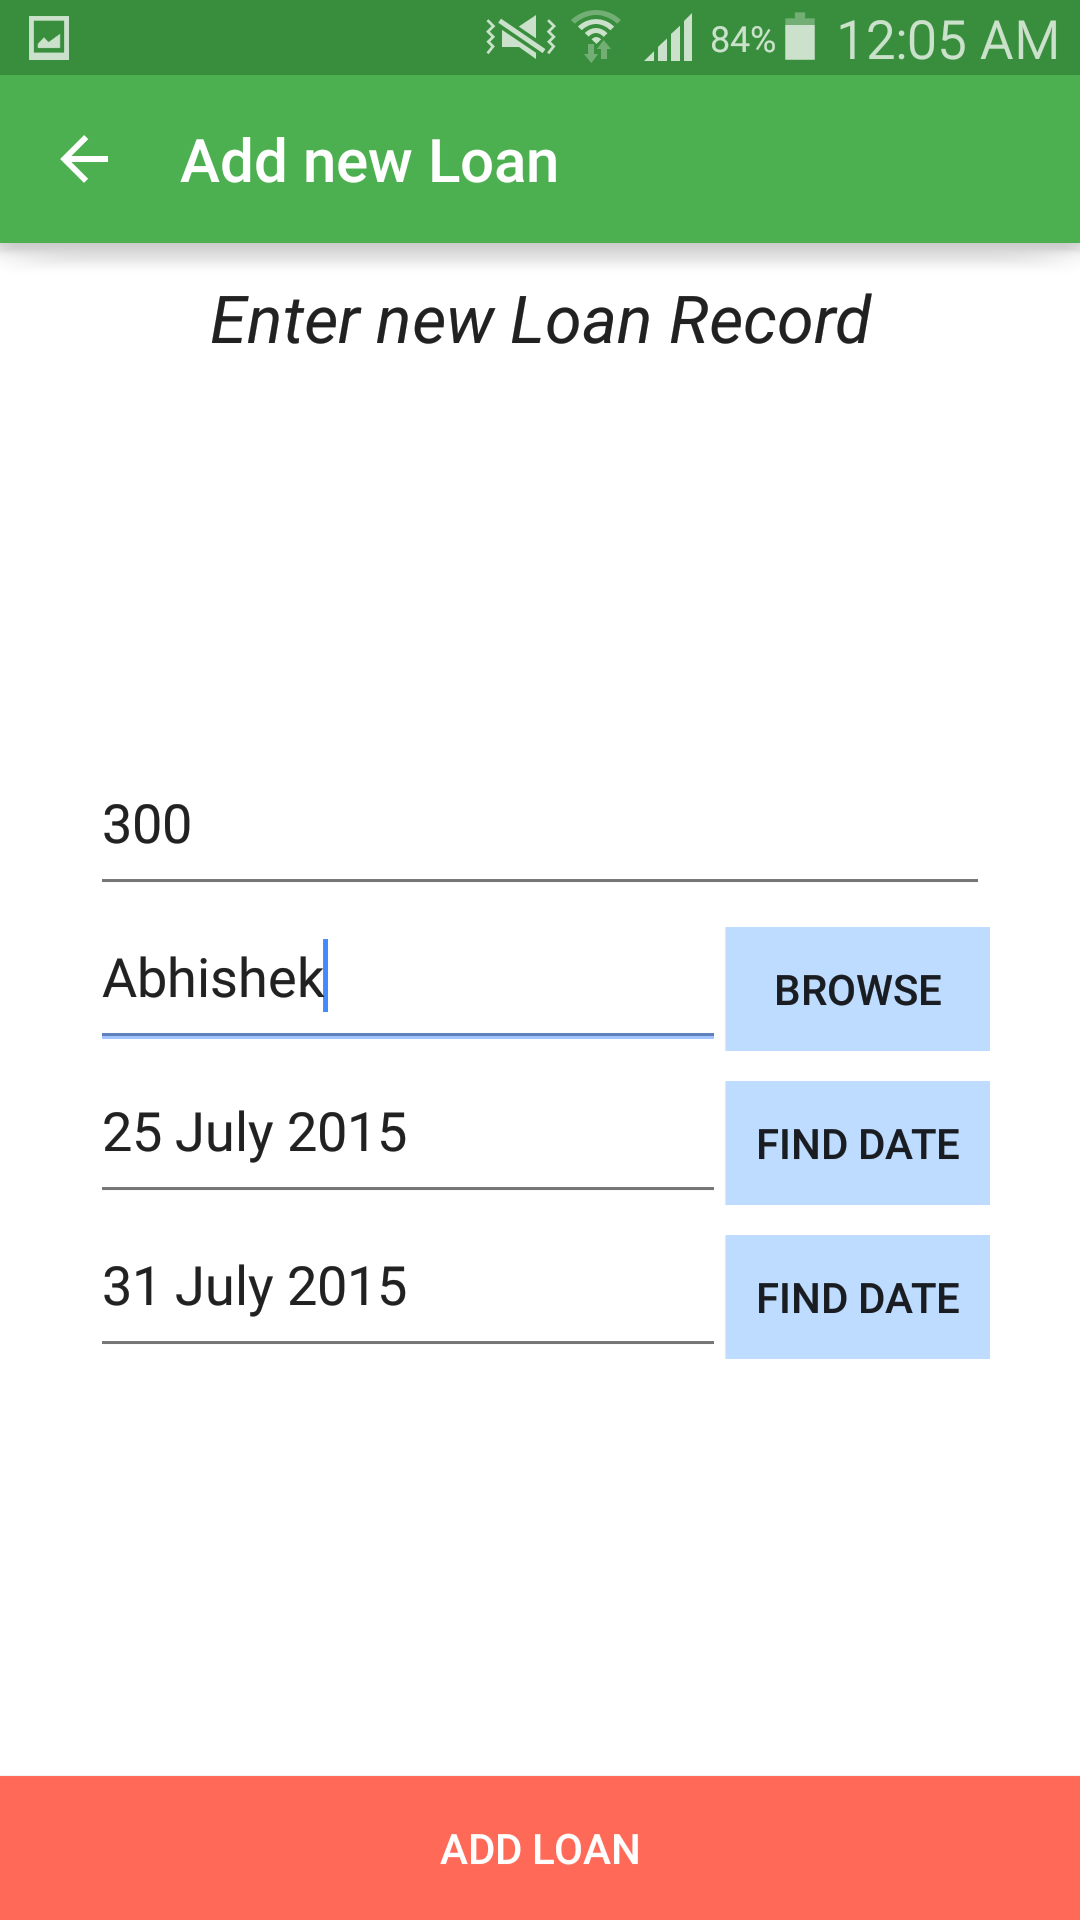 84% 12:05 AM
Add new Loan
Enter new Loan Record
300
Abhishek BROWSE
25 July 2015 FIND DATE
31 July 2015 FIND DATE
ADD LOAN